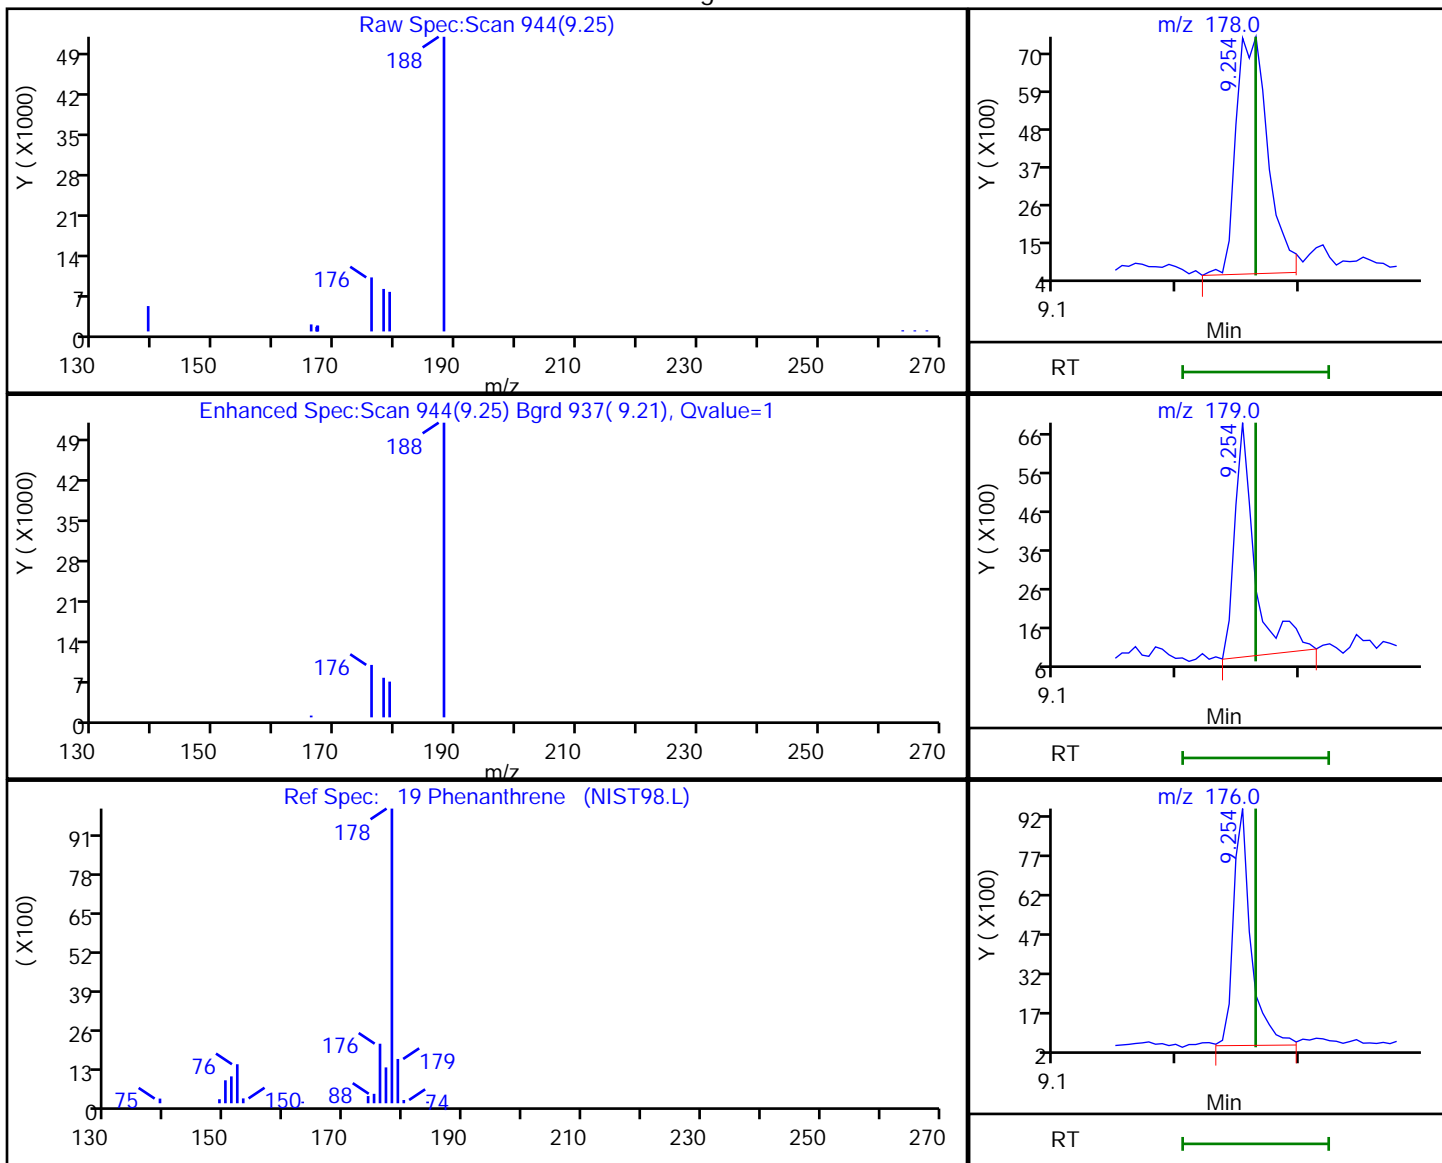 Raw Spec:Scan 944(9.25)
Y ( X1000)
49
42
35
28
21
14
7
0
188
176
130 150 170 190 210 230 250 270
m/z
m/z 178.0
Y ( X100)
70
59
48
37
26
15
4
9.254
9.1
Min
RT
Enhanced Spec:Scan 944(9.25) Bgrd 937( 9.21), Qvalue=1
Y ( X1000)
49
42
35
28
21
14
7
0
188
176
130 150 170 190 210 230 250 270
m/z
m/z 179.0
Y ( X100)
66
56
46
36
26
16
6
9.254
9.1
Min
RT
Ref Spec: 19 Phenanthrene (NIST98.L)
( X100)
91
78
65
52
39
26
13
0
178
176
179
76
75
150
88
74
130 150 170 190 210 230 250 270
m/z 176.0
Y ( X100)
92
77
62
47
32
17
2
9.254
9.1
Min
RT